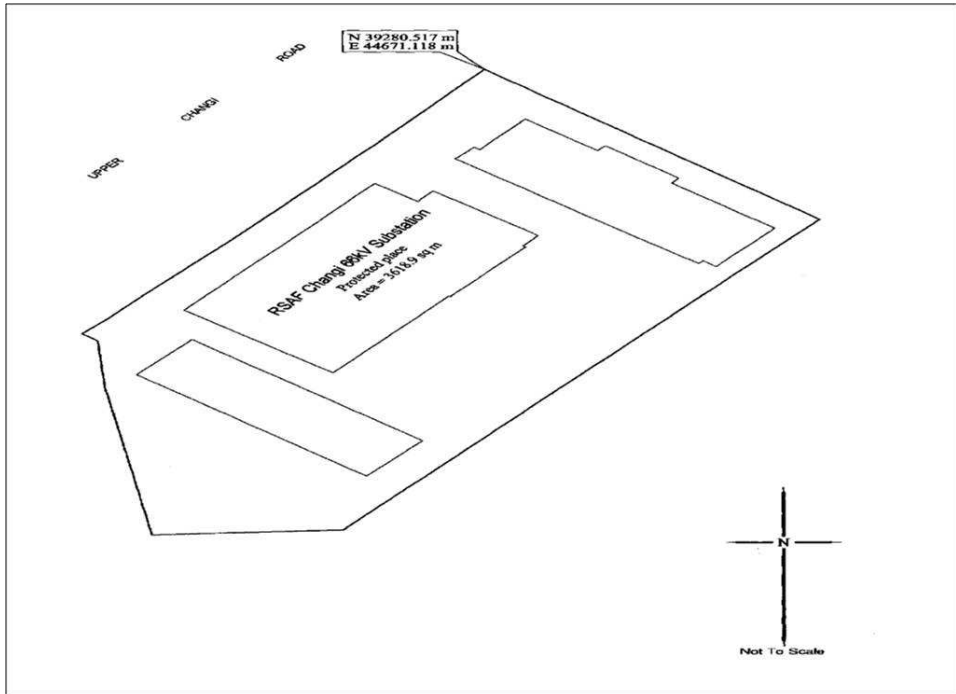 N 39280.517 m
E 44671.118 m
UPPER CHANGI ROAD
RSAF Changi 66kV Substation
Protected place
Area = 3618.9 sq m
N
Not To Scale